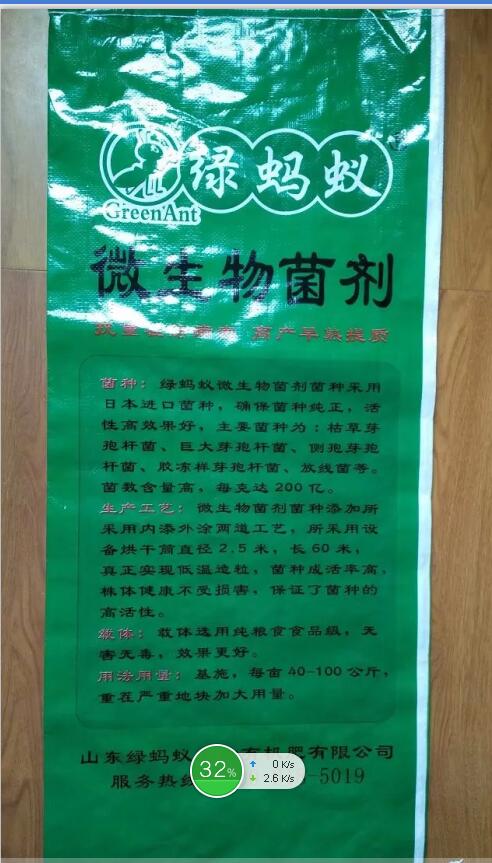 绿蚂蚁
Green Ant
微生物菌剂
高产早熟提质
菌种：绿蚂蚁微生物菌剂菌种采用
日本进口菌种，确保菌种纯正，活
性高效果好，主要菌种为：枯草芽
孢杆菌、巨大芽孢杆菌、侧孢芽孢
杆菌、胶冻样芽孢杆菌、放线菌等。
菌数含量高，每克达200亿。
生产工艺：微生物菌剂菌种添加所
采用内添外涂两道工艺，所采用设
备烘干筒直径2.5米，长60米，
真正实现低温造粒，菌种成活率高，
株体健康不受损害，保证了菌种的
高活性。
载体：载体选用纯粮食食品级，无
害无毒，效果更好。
用法用量：基施，每亩40-100公斤，
重茬严重地块加大用量。
山东绿蚂蚁 有机肥有限公司
服务热线 -5019
32%
0 K/s
2.6 K/s